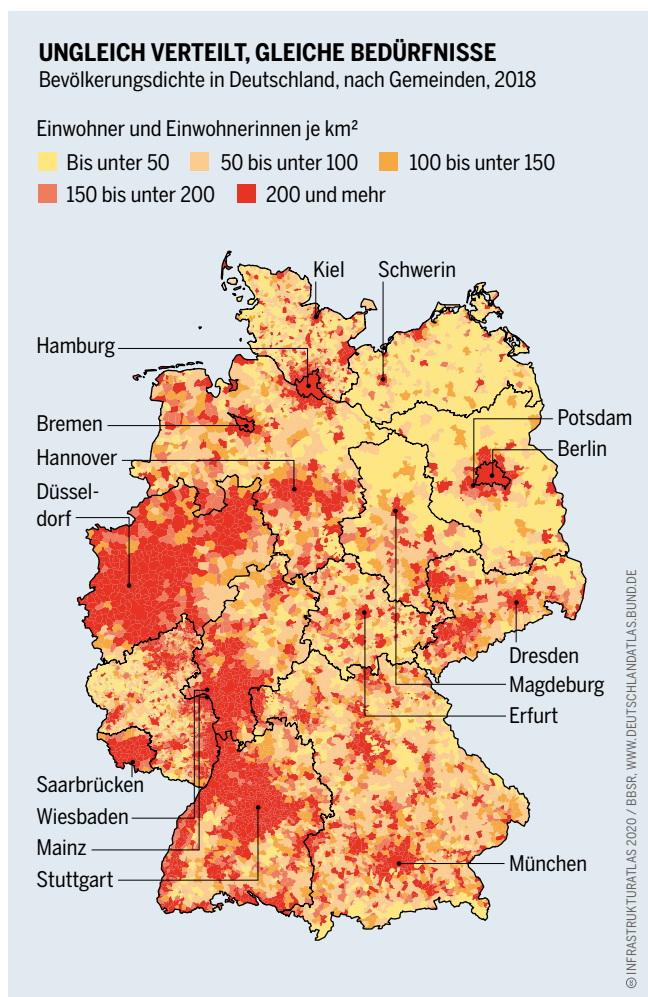 UNGLEICH VERTEILT, GLEICHE BEDÜRFNISSE
Bevölkerungsdichte in Deutschland, nach Gemeinden, 2018
Einwohner und Einwohnerinnen je km²
Bis unter 50
50 bis unter 100
100 bis unter 150
150 bis unter 200
200 und mehr
Kiel
Schwerin
Hamburg
Bremen
Hannover
Düssel-
dorf
Potsdam
Berlin
Dresden
Magdeburg
Erfurt
Saarbrücken
Wiesbaden
Mainz
Stuttgart
München
INFRASTRUKTURATLAS 2020 / BBSR, WWW.DEUTSCHLANDATLAS.BUND.DE